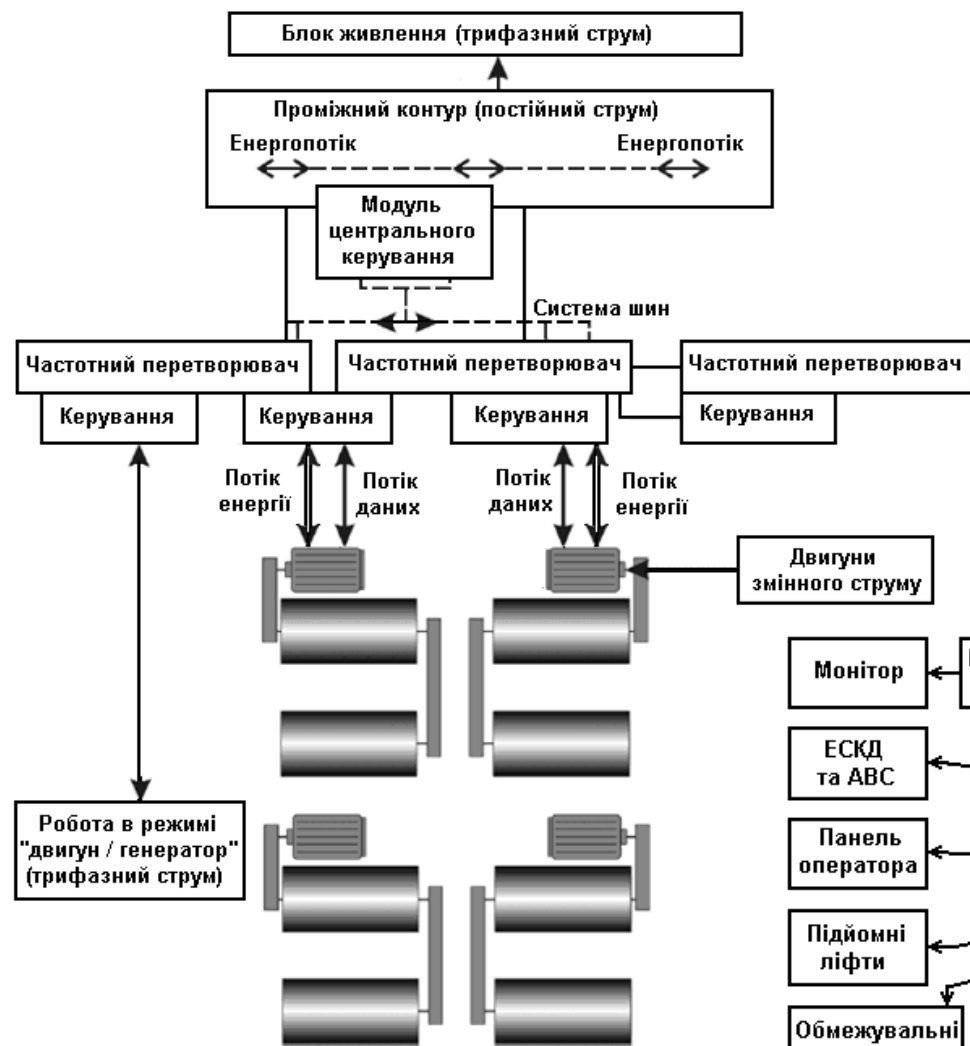 Блок живлення (трифазний струм)
Проміжний контур (постійний струм)
Енергопотік
Енергопотік
Модуль
центрального
керування
Система шин
Частотний перетворювач
Частотний перетворювач
Частотний перетворювач
Керування
Керування
Керування
Керування
Потік
енергії
Потік
даних
Потік
даних
Потік
енергії
Двигуни
змінного струму
Монітор
ЕСКД
та АВС
Робота в режимі
"двигун / генератор"
(трифазний струм)
Панель
оператора
Підйомні
ліфти
Обмежувальні